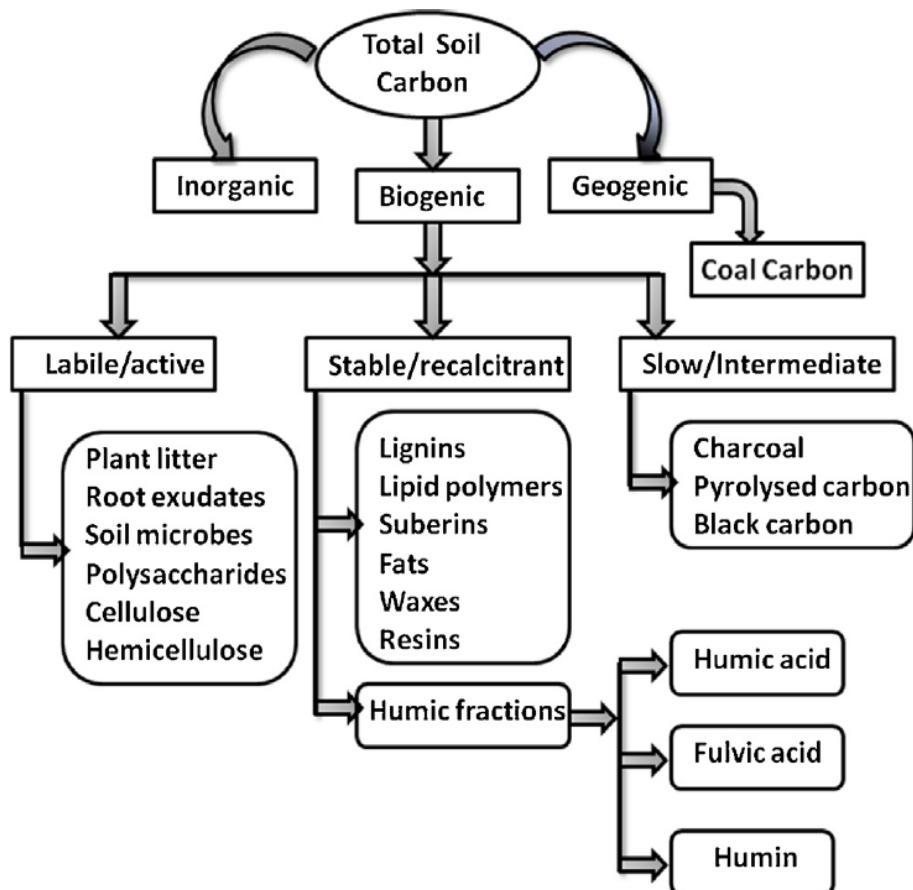 Total Soil
Carbon
Inorganic
Biogenic
Geogenic
Coal Carbon
Labile/active
Stable/recalcitrant
Slow/Intermediate
Plant litter
Root exudates
Soil microbes
Polysaccharides
Cellulose
Hemicellulose
Lignins
Lipid polymers
Suberins
Fats
Waxes
Resins
Charcoal
Pyrolysed carbon
Black carbon
Humic fractions
Humic acid
Fulvic acid
Humin